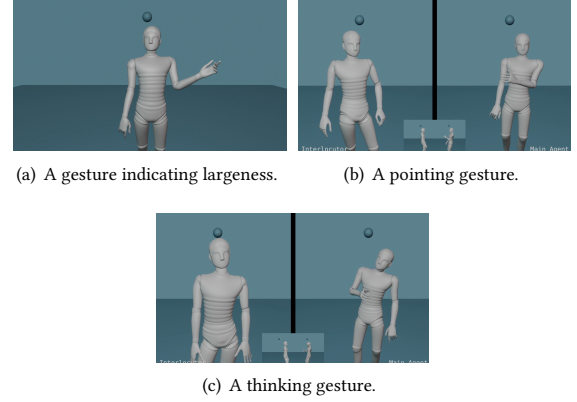 (a) A gesture indicating largeness.
Interlocutor Main Agent
(b) A pointing gesture.
Interlocutor Main Agent
(c) A thinking gesture.